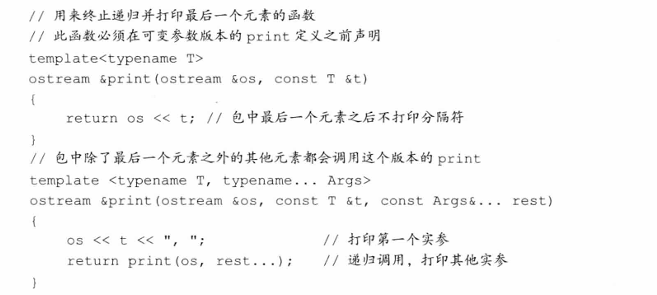 // 用来终止递归并打印最后一个元素的函数
// 此函数必须在可变参数版本的 print 定义之前声明
template<typename T>
ostream &print(ostream &os, const T &t)
{
    return os << t; // 包中最后一个元素之后不打印分隔符
}
// 包中除了最后一个元素之外的其他元素都会调用这个版本的 print
template <typename T, typename... Args>
ostream &print(ostream &os, const T &t, const Args&... rest)
{
    os << t << ", ";            // 打印第一个实参
    return print(os, rest...);   // 递归调用，打印其他实参
}